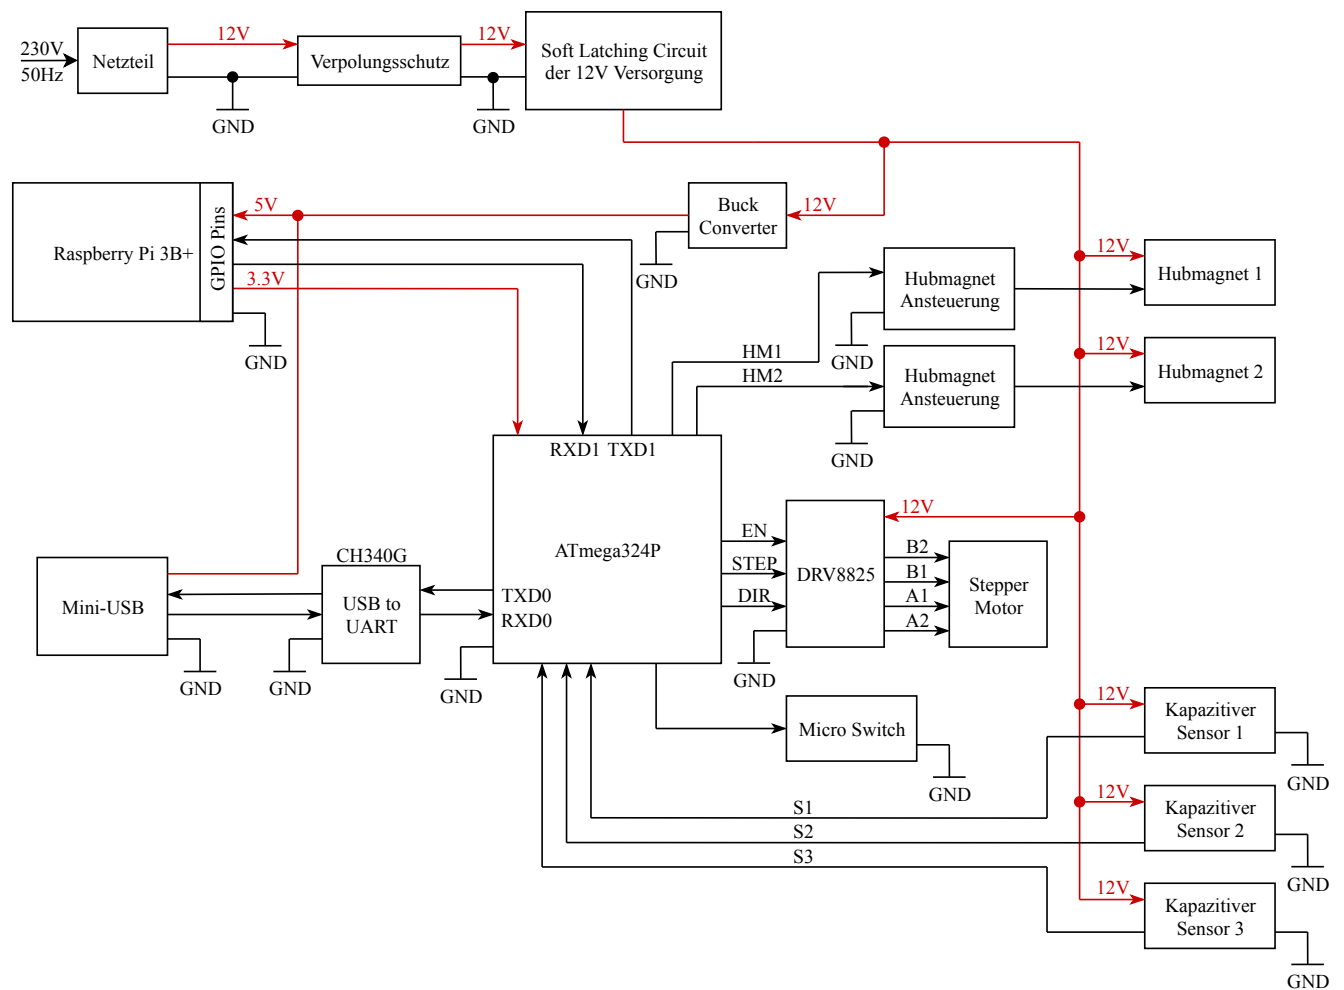 230V
50Hz
Netzteil
12V
GND
Verpolungsschutz
12V
GND
Soft Latching Circuit
der 12V Versorgung
Raspberry Pi 3B+
GPIO Pins
5V
3.3V
GND
Buck
Converter
12V
GND
HM1
HM2
Hubmagnet
Ansteuerung
GND
Hubmagnet
Ansteuerung
GND
12V
Hubmagnet 1
12V
Hubmagnet 2
RXD1 TXD1
ATmega324P
TXD0
RXD0
GND
EN
STEP
DIR
DRV8825
12V
GND
B2
B1
A1
A2
Stepper
Motor
Mini-USB
GND
CH340G
USB to
UART
GND
Micro Switch
GND
S1
S2
S3
12V
Kapazitiver
Sensor 1
GND
12V
Kapazitiver
Sensor 2
GND
12V
Kapazitiver
Sensor 3
GND